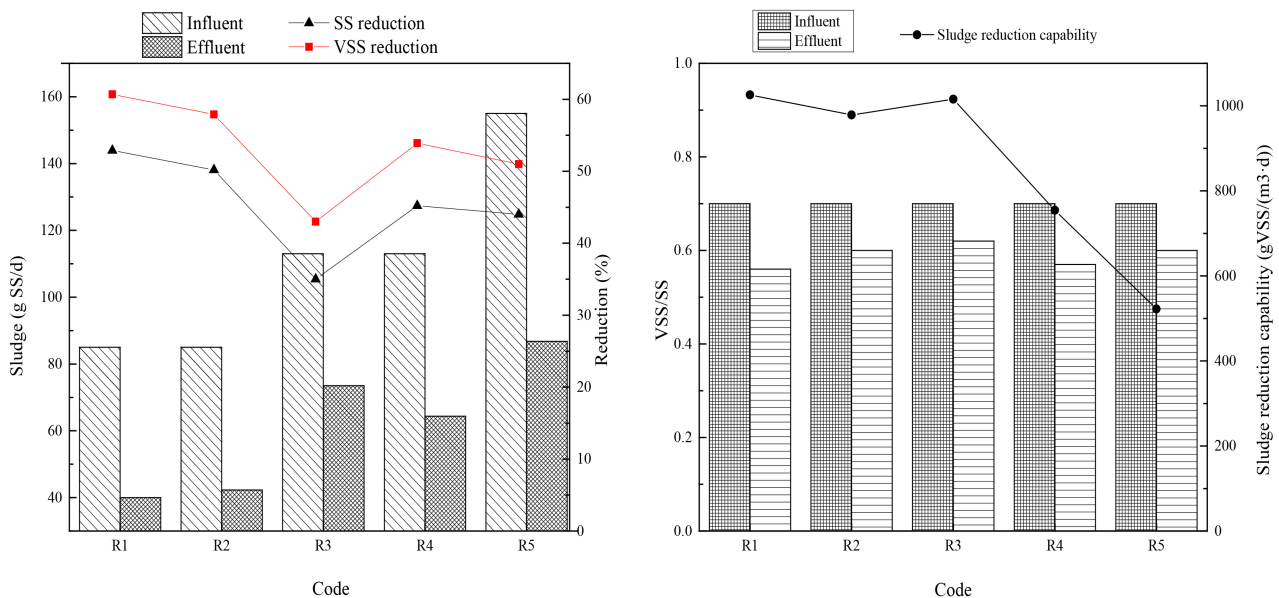 Influent
Effluent
SS reduction
VSS reduction
Sludge (g SS/d)
160
140
120
100
80
60
40
60
50
40
30
20
10
0
Reduction (%)
R1 R2 R3 R4 R5
Code
Influent
Effluent
Sludge reduction capability
VSS/SS
1.0
0.8
0.6
0.4
0.2
0.0
1000
800
600
400
200
0
Sludge reduction capability (gVSS/(m3·d))
R1 R2 R3 R4 R5
Code